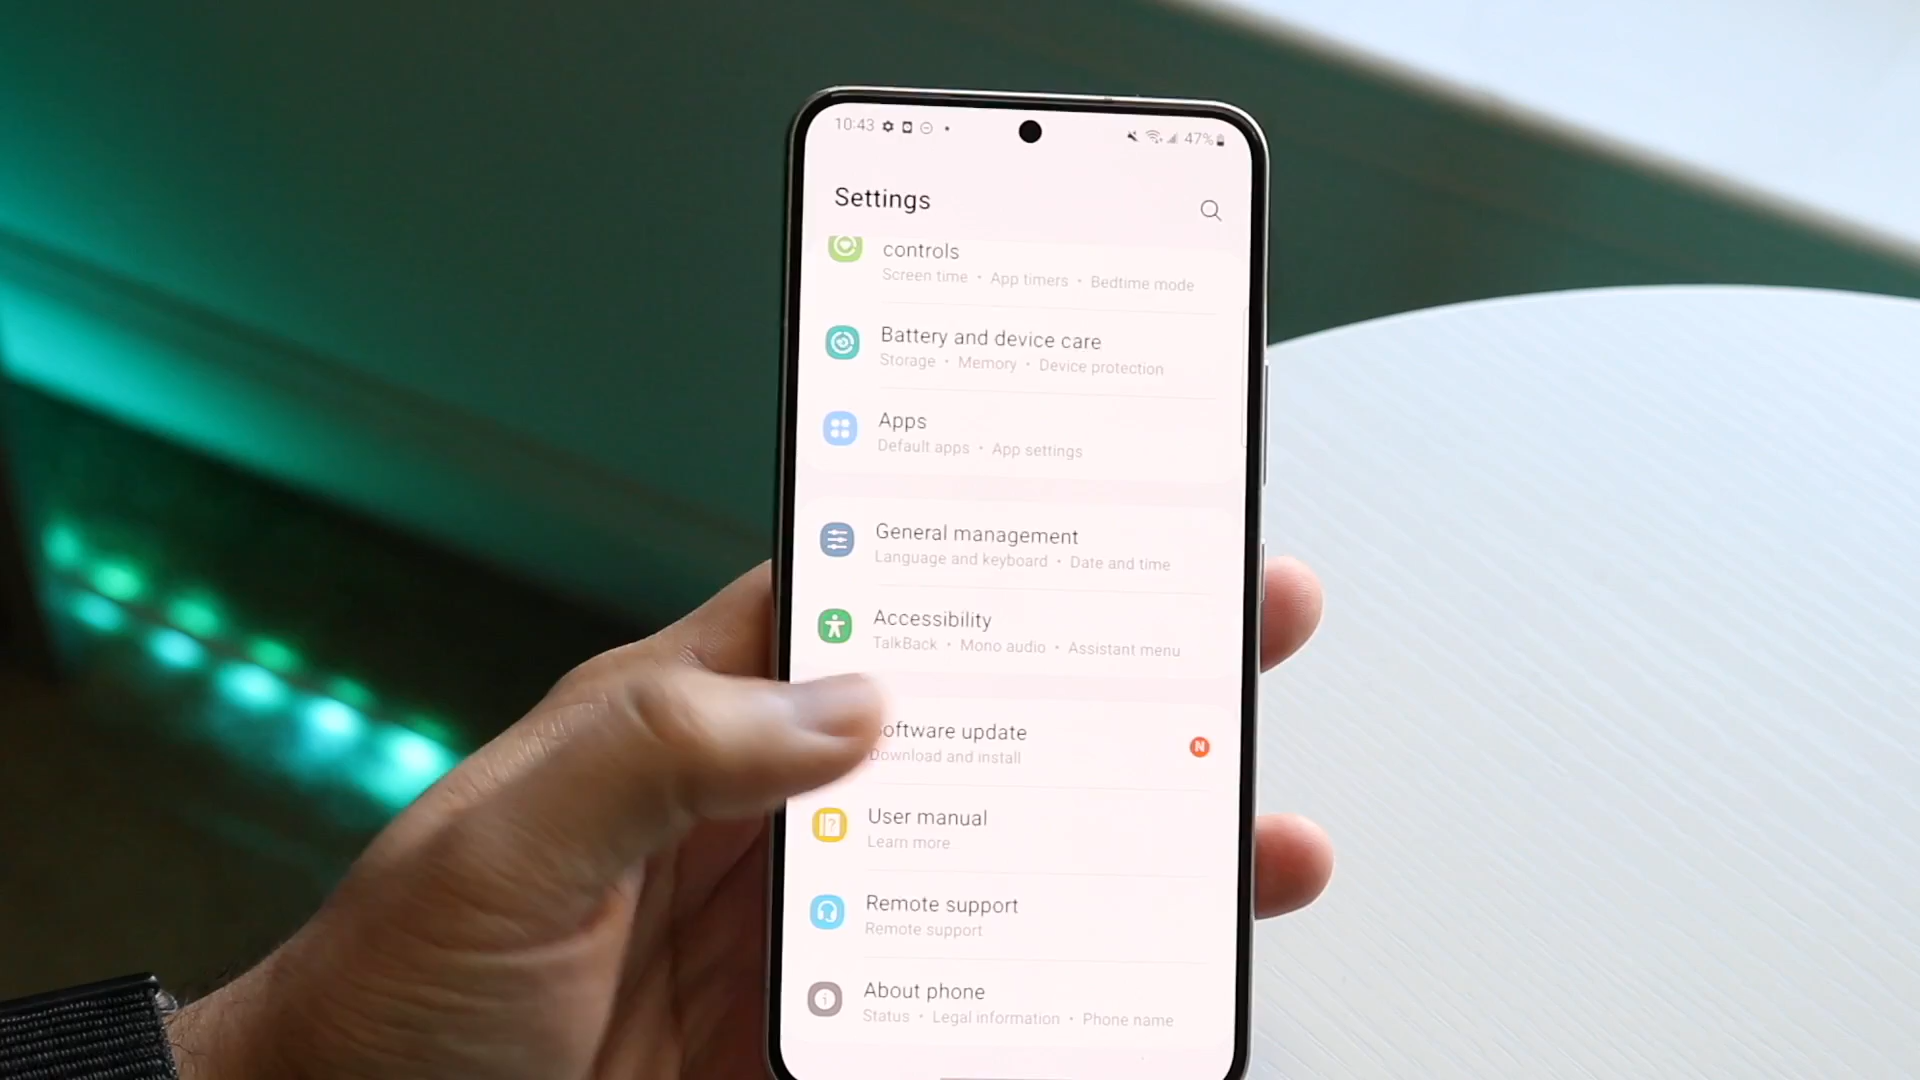 10:43
47%
Settings
controls
Screen time • App timers • Bedtime mode
Battery and device care
Storage • Memory • Device protection
Apps
Default apps • App settings
General management
Language and keyboard • Date and time
Accessibility
TalkBack • Mono audio • Assistant menu
oftware update
N
Download and install
User manual
Learn more
Remote support
Remote support
About phone
Status • Legal information • Phone name